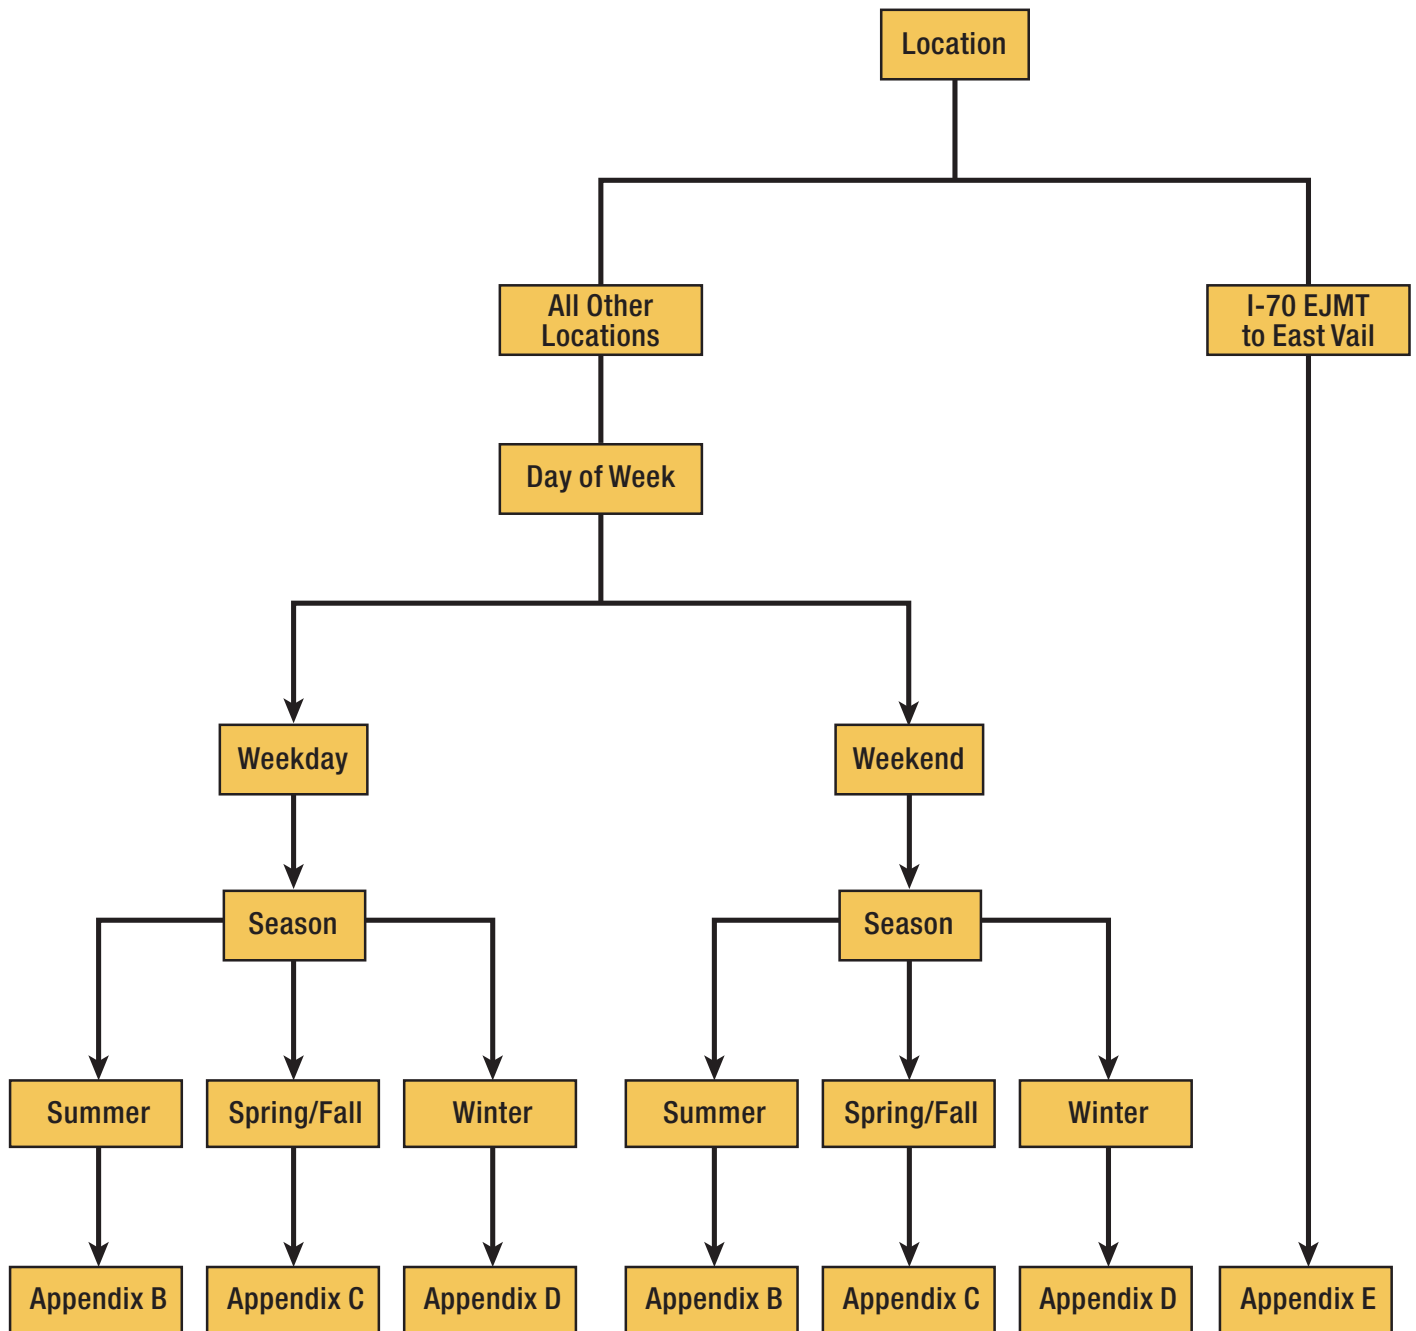 Location
All Other
Locations
I-70 EJMT
to East Vail
Day of Week
Weekday
Weekend
Season
Season
Summer
Spring/Fall
Winter
Summer
Spring/Fall
Winter
Appendix B
Appendix C
Appendix D
Appendix B
Appendix C
Appendix D
Appendix E